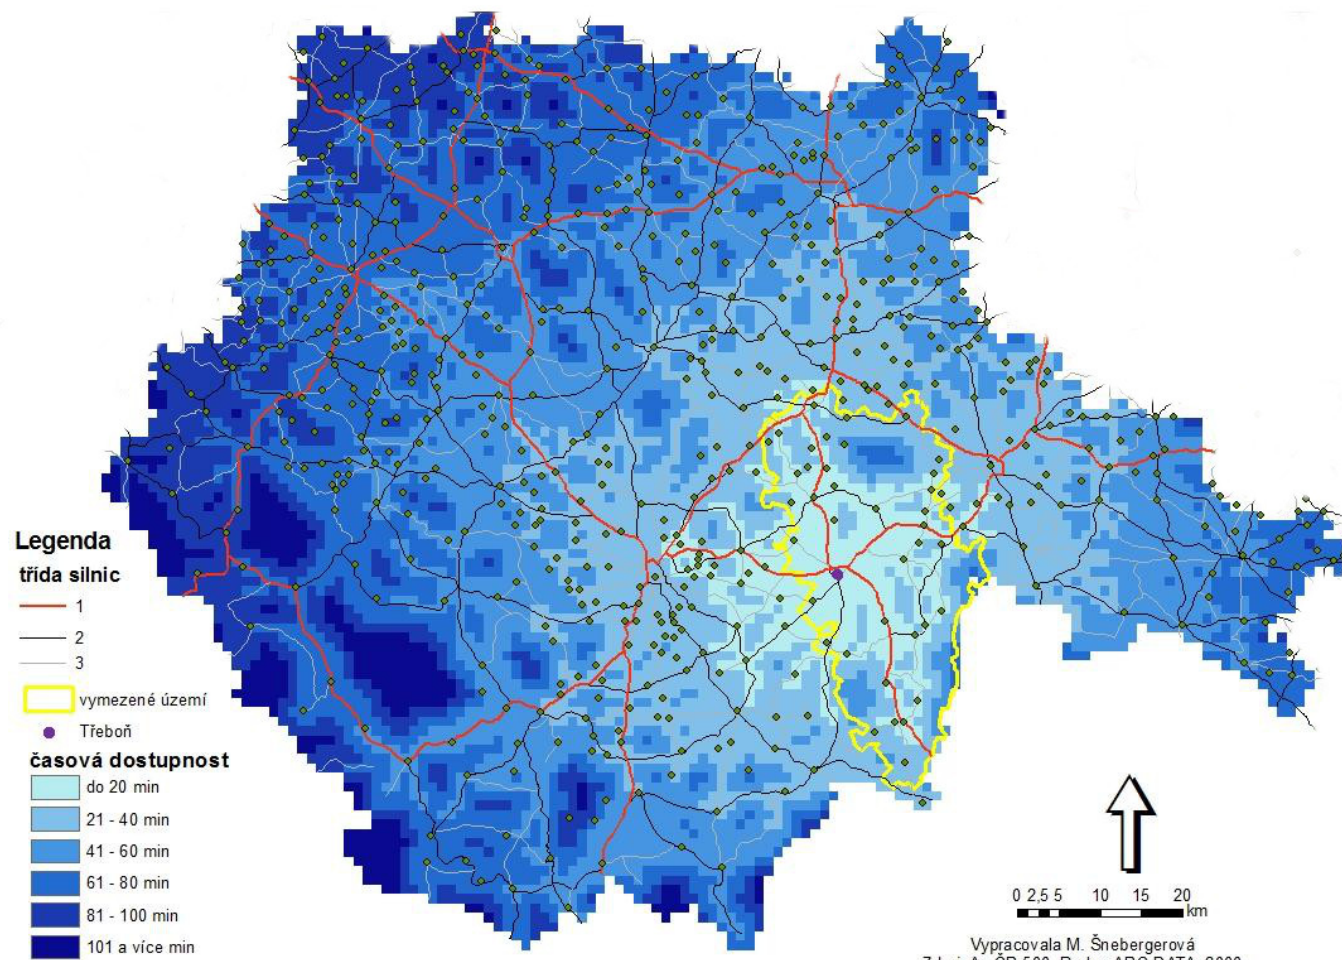 Legenda
třída silnic
1
2
3
vymezené území
Třeboň
časová dostupnost
do 20 min
21 - 40 min
41 - 60 min
61 - 80 min
81 - 100 min
101 a více min
0 2,5 5 10 15 20
km
Vypracovala M. Šnebergerová